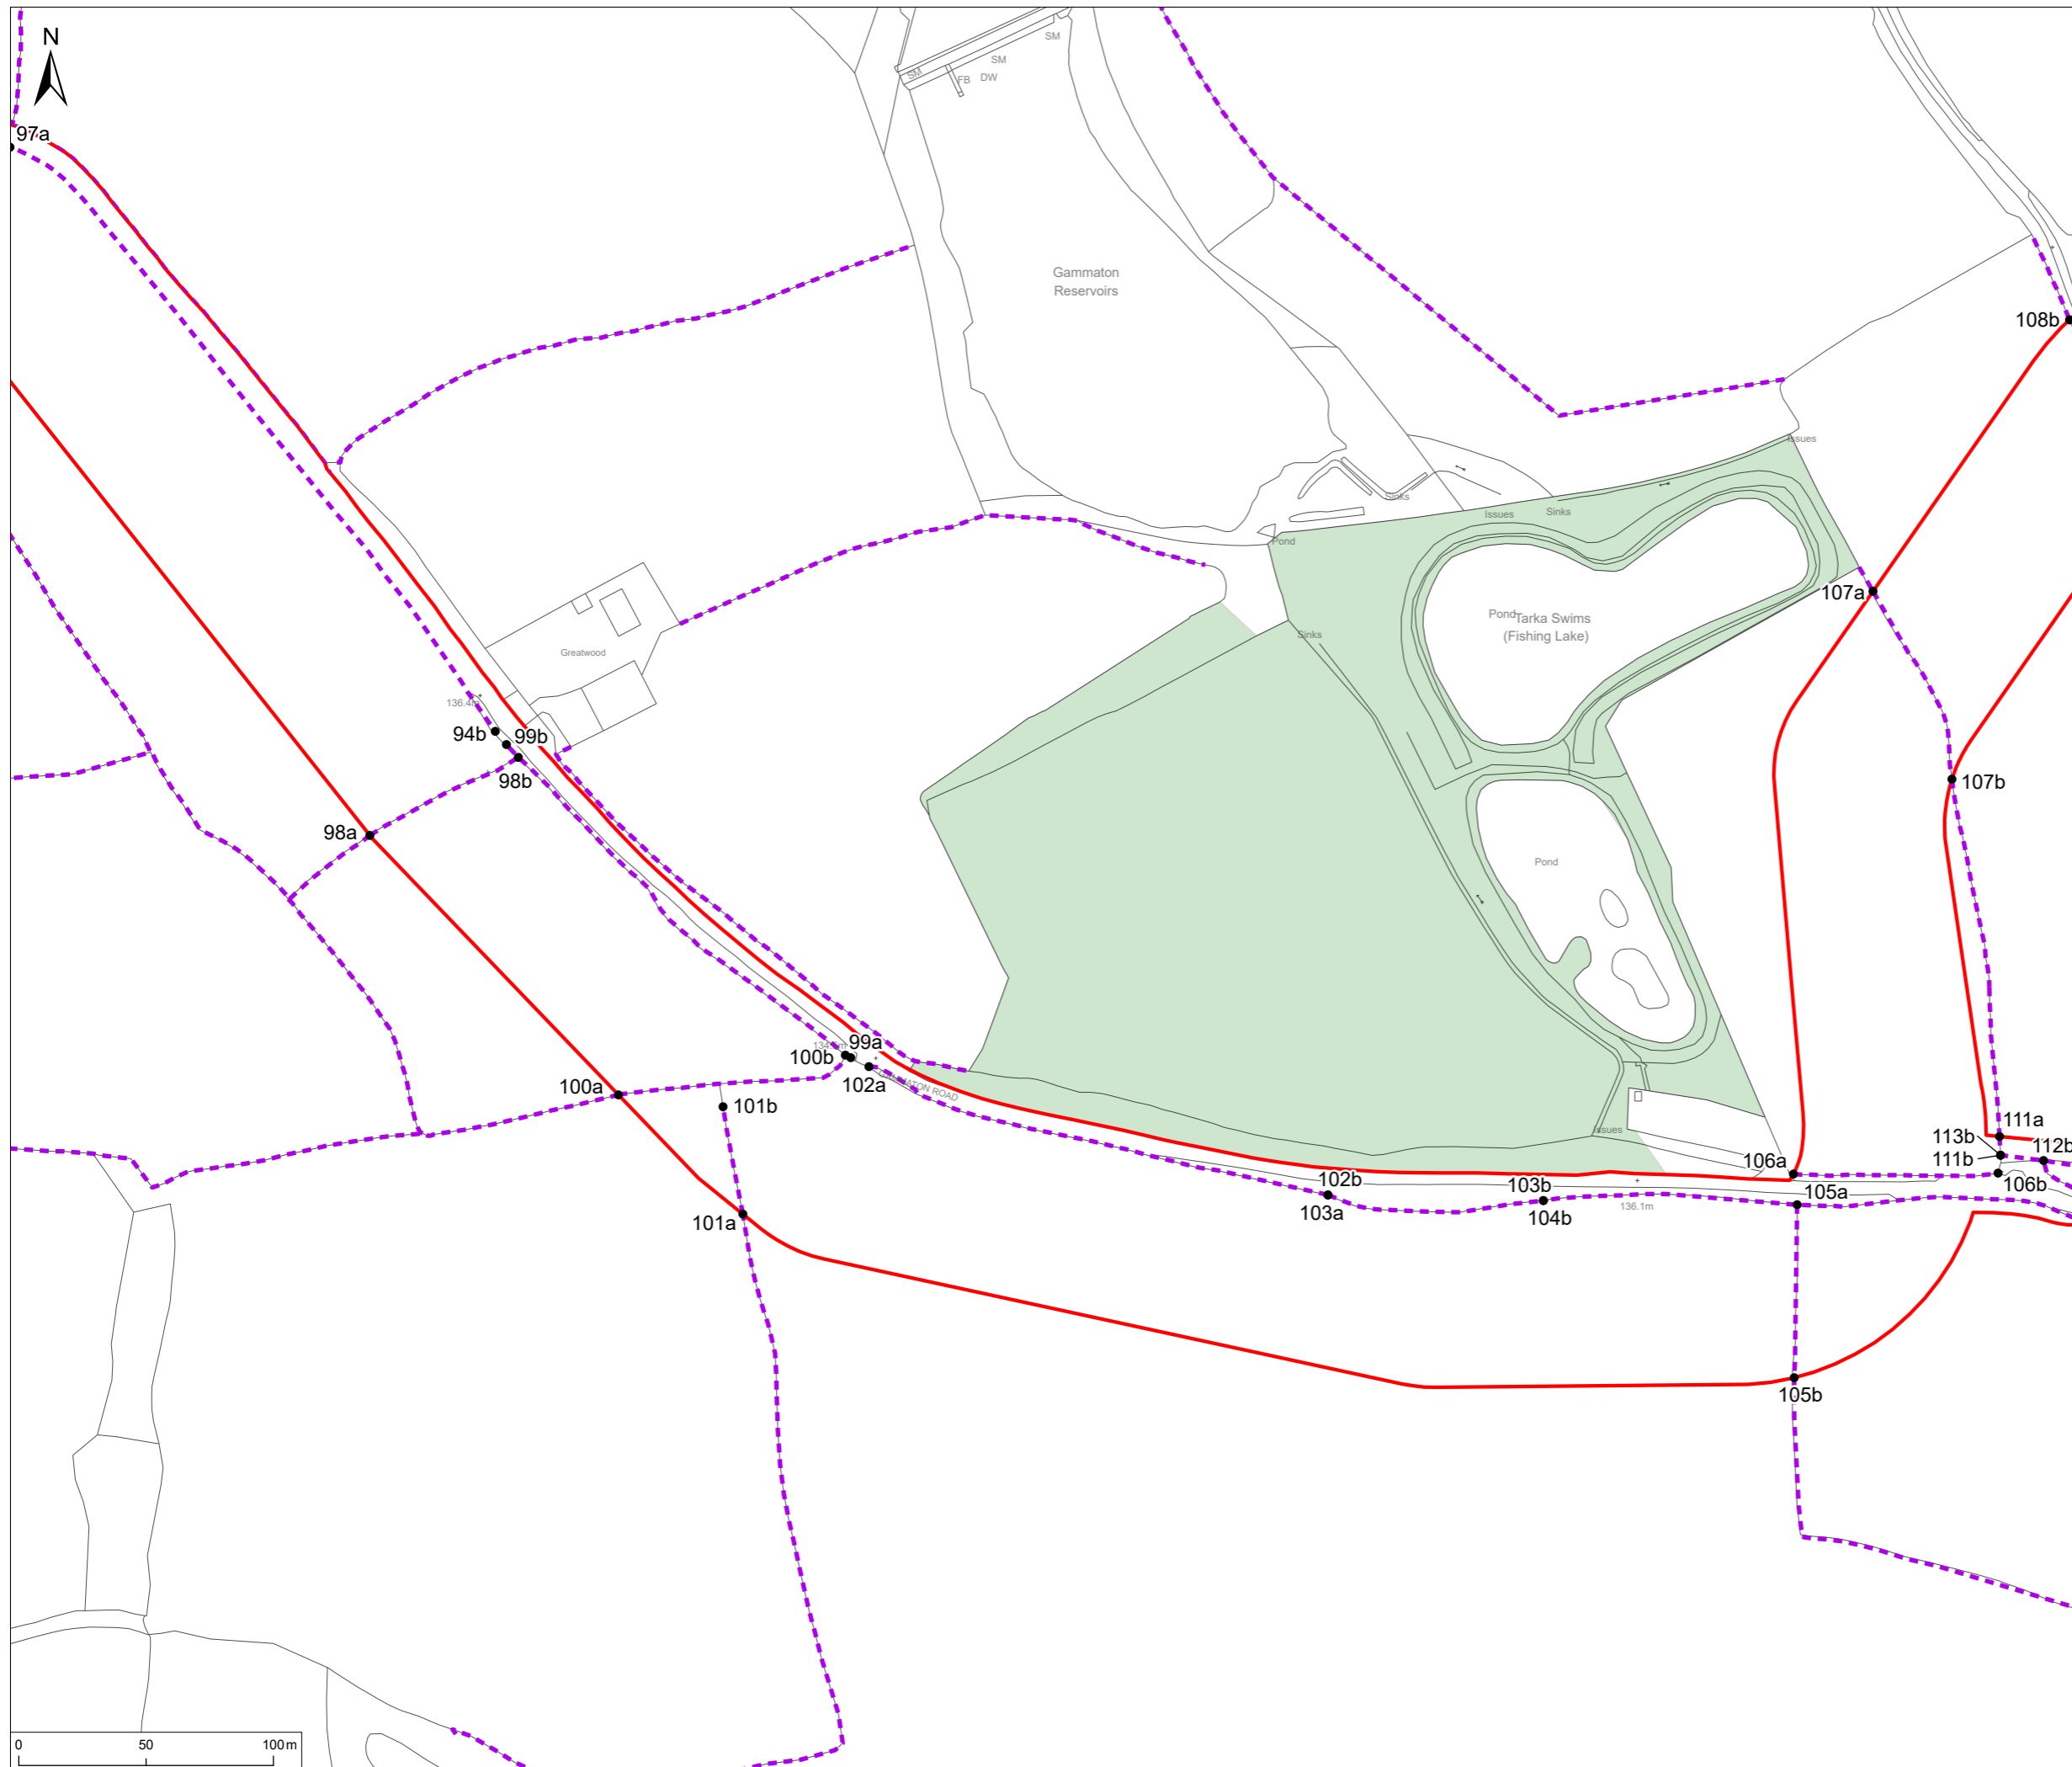 N
SM
SM
SM
FB
DW
97a
Gammaton
Reservoirs
108b
Issues
Sinks
Issues
Sinks
Pond
107a
Pond
Tarka Swims
(Fishing Lake)
Sinks
Greatwood
136.4m
94b
99b
98b
107b
98a
Pond
99a
100b
102a
GAMMATON ROAD
100a
101b
Issues
111a
113b
112b
111b
106a
106b
102b
103b
105a
103a
104b
136.1m
101a
105b
0
50
100m